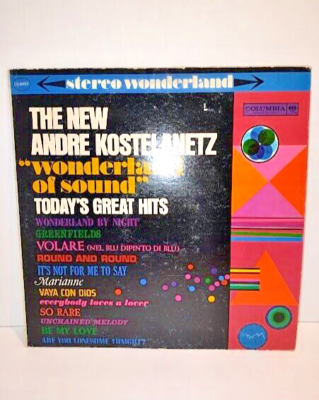 stereo wonderland
COLUMBIA
THE NEW
ANDRE KOSTELANETZ
"wonderland
of sound"
TODAY'S GREAT HITS
WONDERLAND BY NIGHT
GREENFIELDS
VOLARE (NEL BLU DIPINTO DI BLU)
ROUND AND ROUND
IT'S NOT FOR ME TO SAY
Marianne
VAYA CON DIOS
everybody loves a lover
SO RARE
UNCHAINED MELODY
BE MY LOVE
ARE YOU LONESOME TONIGHT?